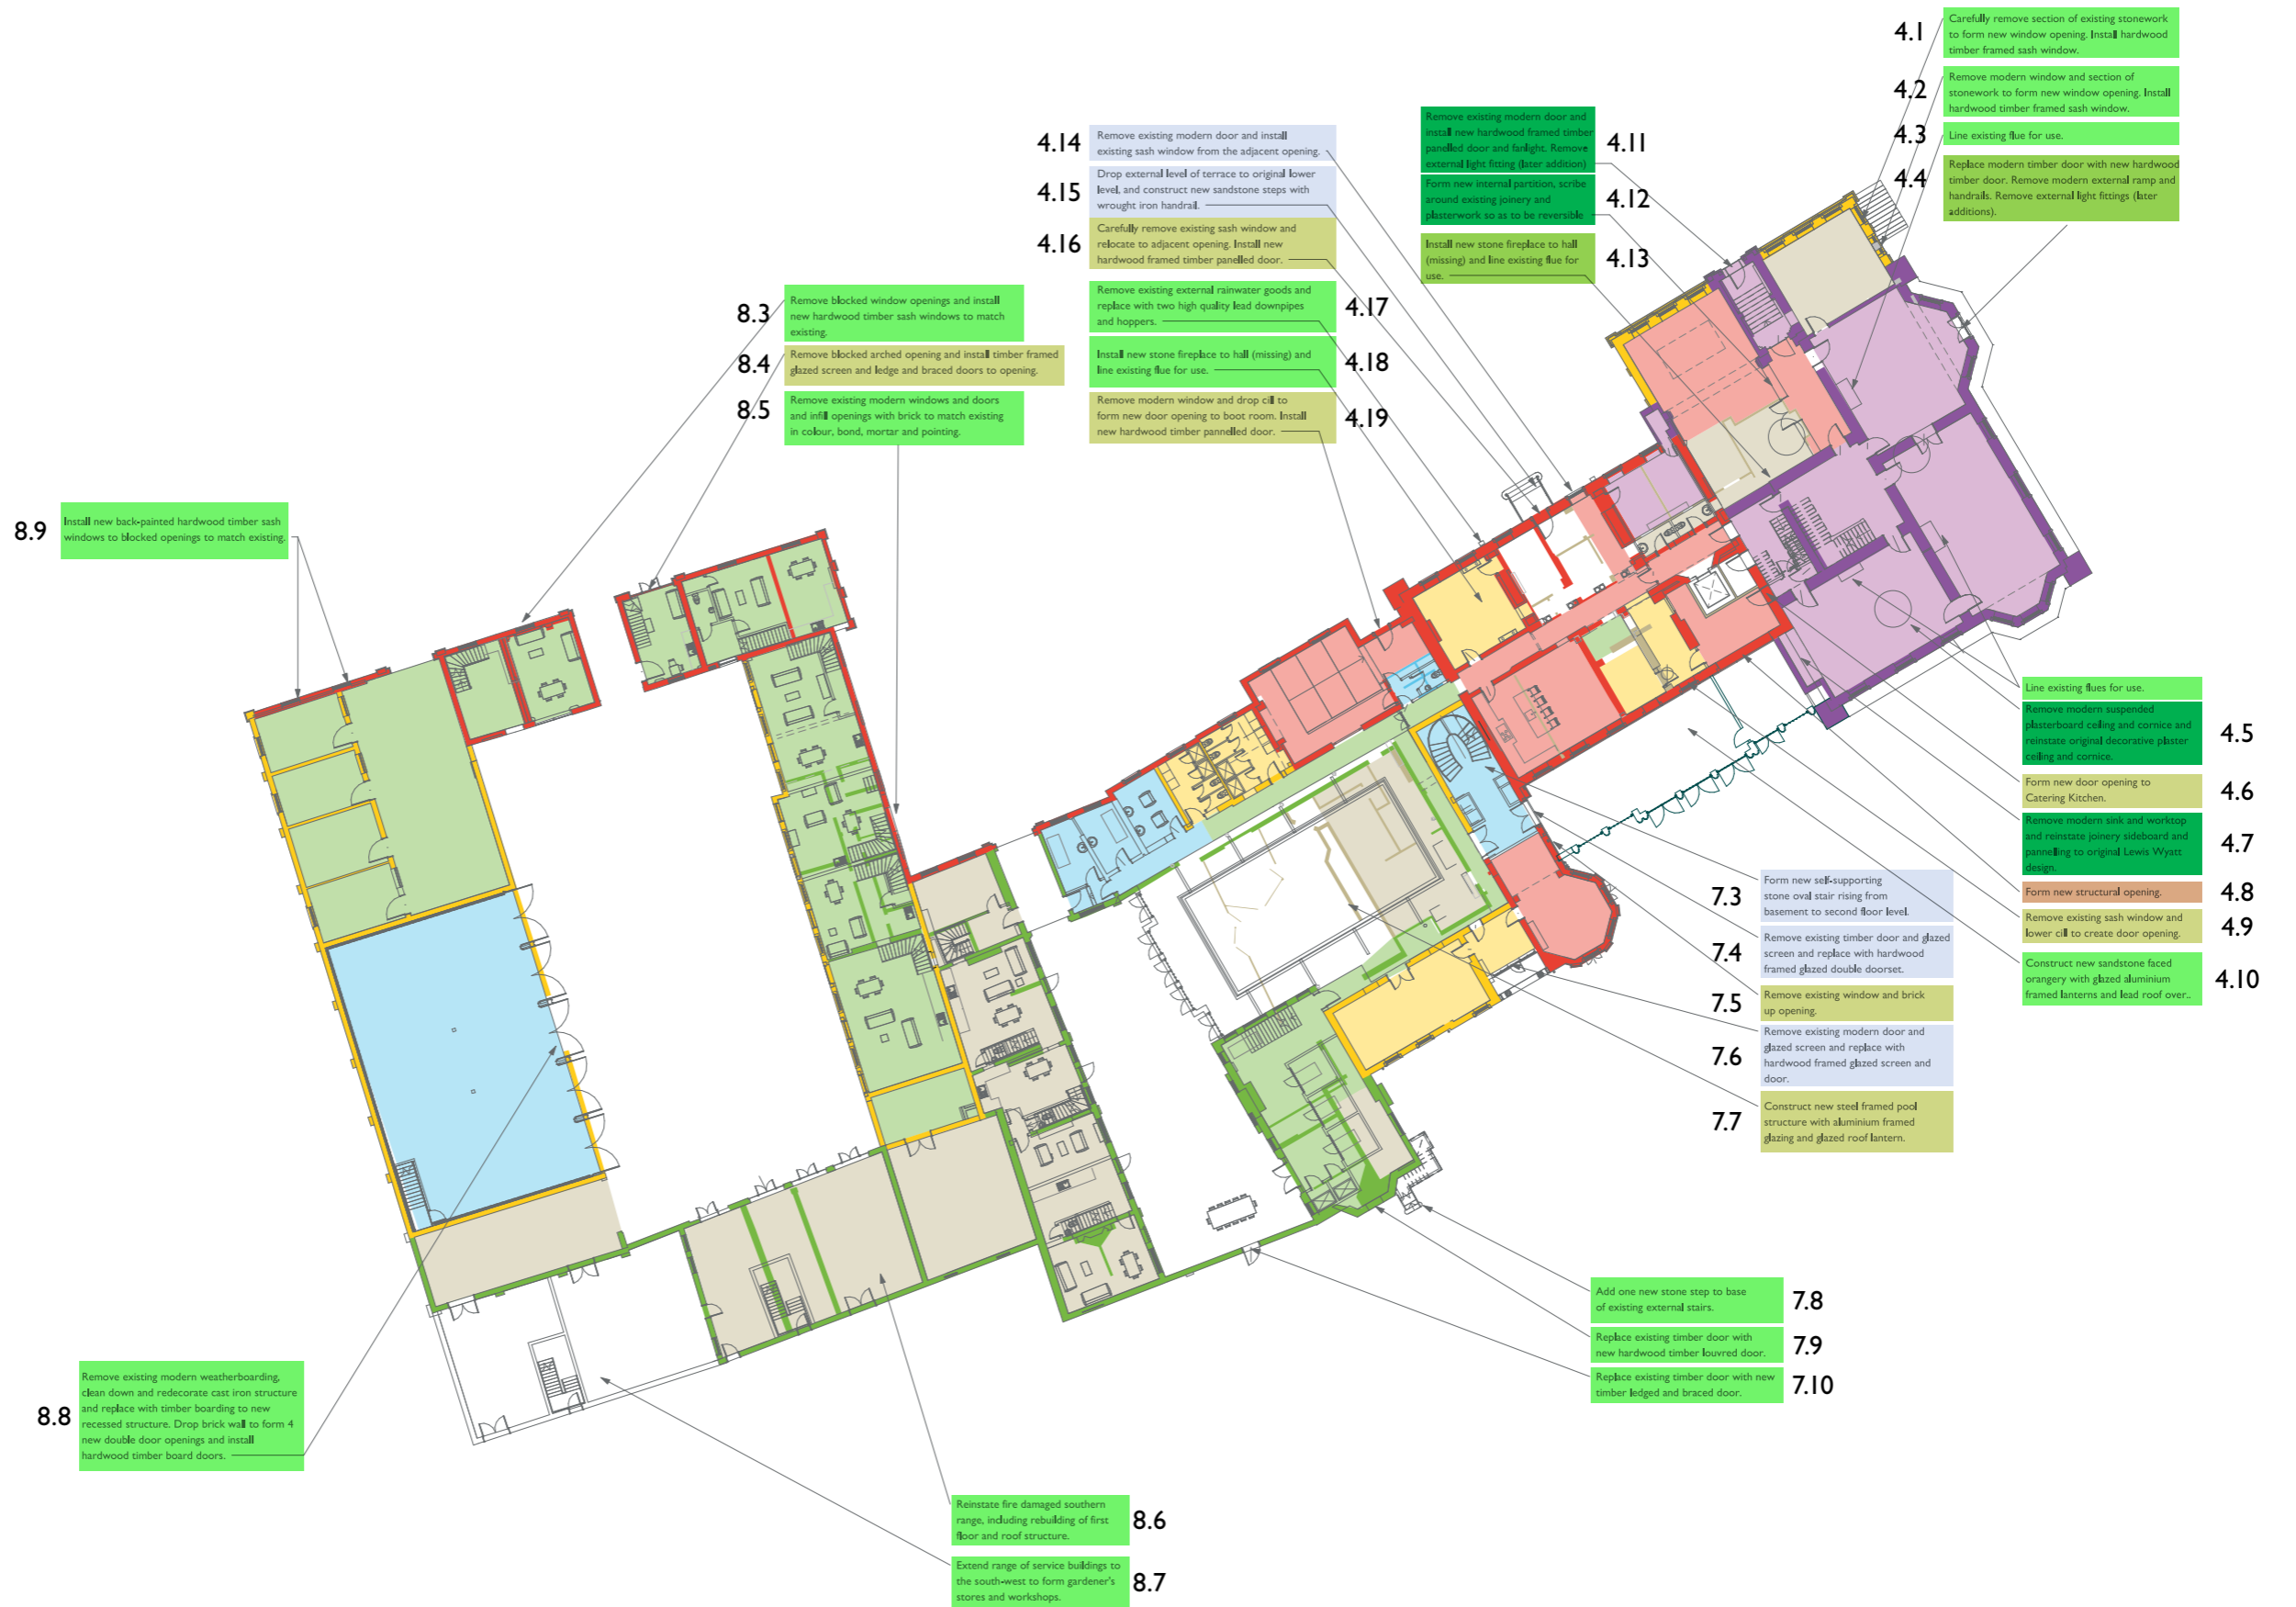 4.1
Carefully remove section of existing stonework
to form new window opening. Install hardwood
timber framed sash window.
4.2
Remove modern window and section of
stonework to form new window opening. Install
hardwood timber framed sash window.
4.3
Line existing flue for use.
4.4
Replace modern timber door with new hardwood
timber door. Remove modern external ramp and
handrails. Remove external light fittings (later
additions).
4.11
Remove existing modern door and
install new hardwood framed timber
panelled door and fanlight. Remove
external light fitting (later addition)
4.12
Form new internal partition, scribe
around existing joinery and
plasterwork so as to be reversible
4.13
Install new stone fireplace to hall
(missing) and line existing flue for
use.
4.14
Remove existing modern door and install
existing sash window from the adjacent opening.
4.15
Drop external level of terrace to original lower
level, and construct new sandstone steps with
wrought iron handrail.
4.16
Carefully remove existing sash window and
relocate to adjacent opening. Install new
hardwood framed timber panelled door.
4.17
Remove existing external rainwater goods and
replace with two high quality lead downpipes
and hoppers.
4.18
Install new stone fireplace to hall (missing) and
line existing flue for use.
4.19
Remove modern window and drop cill to
form new door opening to boot room. Install
new hardwood timber pannelled door.
8.3
Remove blocked window openings and install
new hardwood timber sash windows to match
existing.
8.4
Remove blocked arched opening and install timber framed
glazed screen and ledge and braced doors to opening.
8.5
Remove existing modern windows and doors
and infill openings with brick to match existing
in colour, bond, mortar and pointing.
8.9
Install new back-painted hardwood timber sash
windows to blocked openings to match existing.
Line existing flues for use.
4.5
Remove modern suspended
plasterboard ceiling and cornice and
reinstate original decorative plaster
ceiling and cornice.
4.6
Form new door opening to
Catering Kitchen.
4.7
Remove modern sink and worktop
and reinstate joinery sideboard and
pannelling to original Lewis Wyatt
design.
4.8
Form new structural opening.
4.9
Remove existing sash window and
lower cill to create door opening.
4.10
Construct new sandstone faced
orangery with glazed aluminium
framed lanterns and lead roof over..
7.3
Form new self-supporting
stone oval stair rising from
basement to second floor level.
7.4
Remove existing timber door and glazed
screen and replace with hardwood
framed glazed double doorset.
7.5
Remove existing window and brick
up opening.
7.6
Remove existing modern door and
glazed screen and replace with
hardwood framed glazed screen and
door.
7.7
Construct new steel framed pool
structure with aluminium framed
glazing and glazed roof lantern.
7.8
Add one new stone step to base
of existing external stairs.
7.9
Replace existing timber door with
new hardwood timber louvred door.
7.10
Replace existing timber door with new
timber ledged and braced door.
8.8
Remove existing modern weatherboarding,
clean down and redecorate cast iron structure
and replace with timber boarding to new
recessed structure. Drop brick wall to form 4
new double door openings and install
hardwood timber board doors.
8.6
Reinstate fire damaged southern
range, including rebuilding of first
floor and roof structure.
8.7
Extend range of service buildings to
the south-west to form gardener's
stores and workshops.